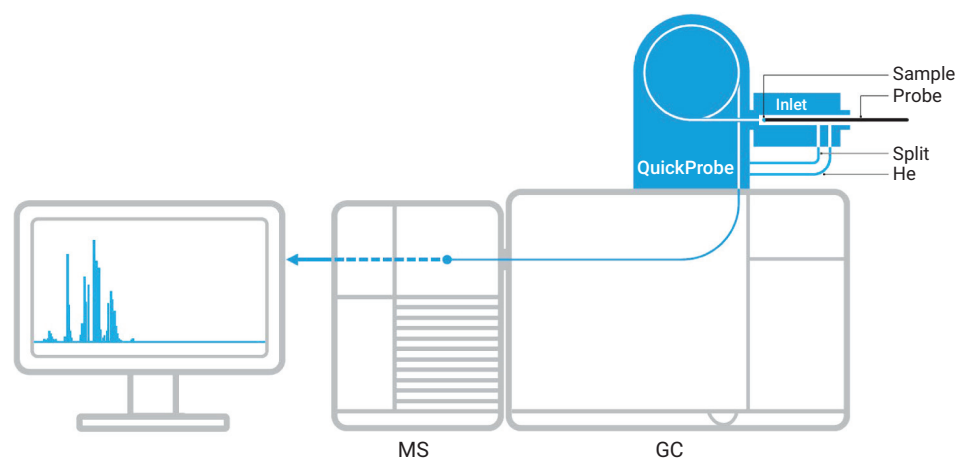 Sample
Inlet
Probe
Split
QuickProbe
He
MS
GC